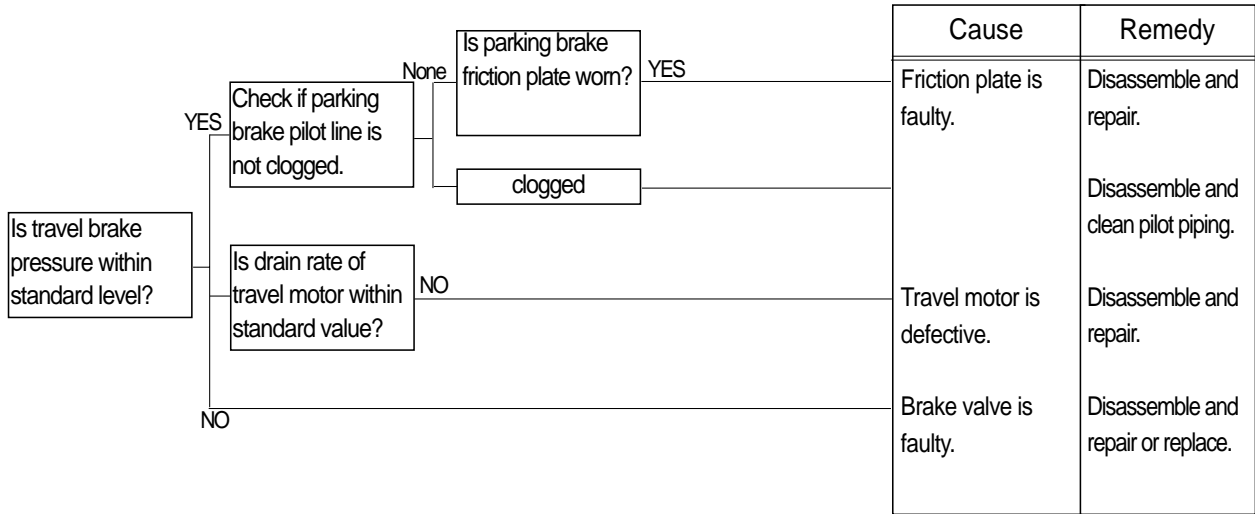 Cause
Remedy
Is parking brake
friction plate worn?
None
YES
Friction plate is
faulty.
Disassemble and
repair.
Check if parking
brake pilot line is
not clogged.
YES
clogged
Disassemble and
clean pilot piping.
Is travel brake
pressure within
standard level?
Is drain rate of
travel motor within
standard value?
NO
Travel motor is
defective.
Disassemble and
repair.
NO
Brake valve is
faulty.
Disassemble and
repair or replace.